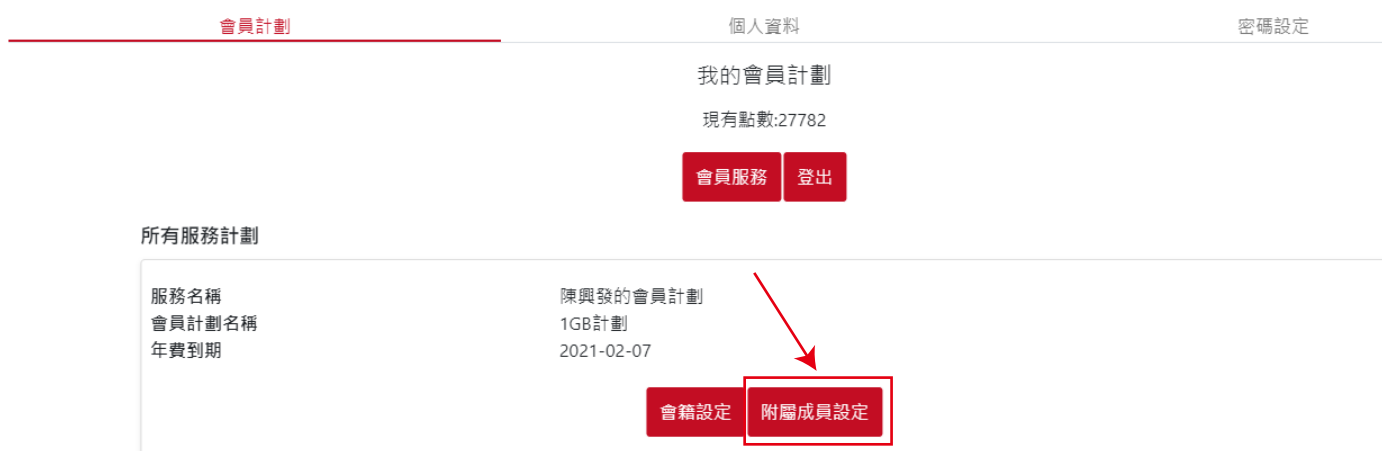 會員計劃 個人資料 密碼設定
我的會員計劃
現有點數:27782
會員服務 登出
所有服務計劃
服務名稱 陳興發的會員計劃
會員計劃名稱 1GB計劃
年費到期 2021-02-07
會籍設定 附屬成員設定